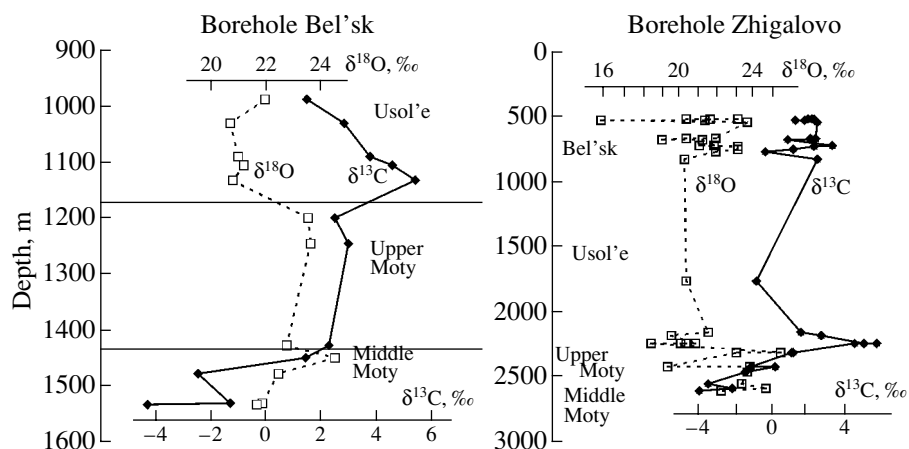 Borehole Bel'sk
900
1000
1100
1200
1300
1400
1500
1600
Depth, m
20
22
24
δ¹⁸O, ‰
Usol'e
δ¹⁸O
δ¹³C
Upper
Moty
Middle
Moty
δ¹³C, ‰
−4
−2
0
2
4
6
Borehole Zhigalovo
0
500
1000
1500
2000
2500
3000
16
20
24
δ¹⁸O, ‰
Bel'sk
δ¹⁸O
δ¹³C
Usol'e
Upper
Moty
Middle
Moty
δ¹³C, ‰
−4
0
4